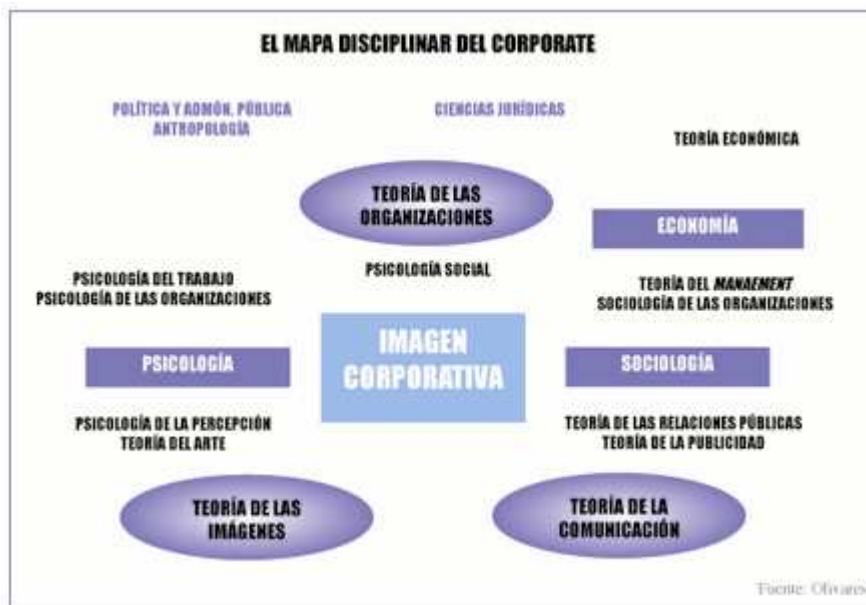 EL MAPA DISCIPLINAR DEL CORPORATE
POLÍTICA Y ADMÓN. PÚBLICA
ANTROPOLOGÍA
CIENCIAS JURÍDICAS
TEORÍA ECONÓMICA
TEORÍA DE LAS
ORGANIZACIONES
ECONOMÍA
PSICOLOGÍA SOCIAL
PSICOLOGÍA DEL TRABAJO
PSICOLOGÍA DE LAS ORGANIZACIONES
TEORÍA DEL MANAEMENT
SOCIOLOGÍA DE LAS ORGANIZACIONES
IMAGEN
CORPORATIVA
PSICOLOGÍA
SOCIOLOGÍA
PSICOLOGÍA DE LA PERCEPCIÓN
TEORÍA DEL ARTE
TEORÍA DE LAS RELACIONES PÚBLICAS
TEORÍA DE LA PUBLICIDAD
TEORÍA DE LAS
IMÁGENES
TEORÍA DE LA
COMUNICACIÓN
Fuente: Olivares